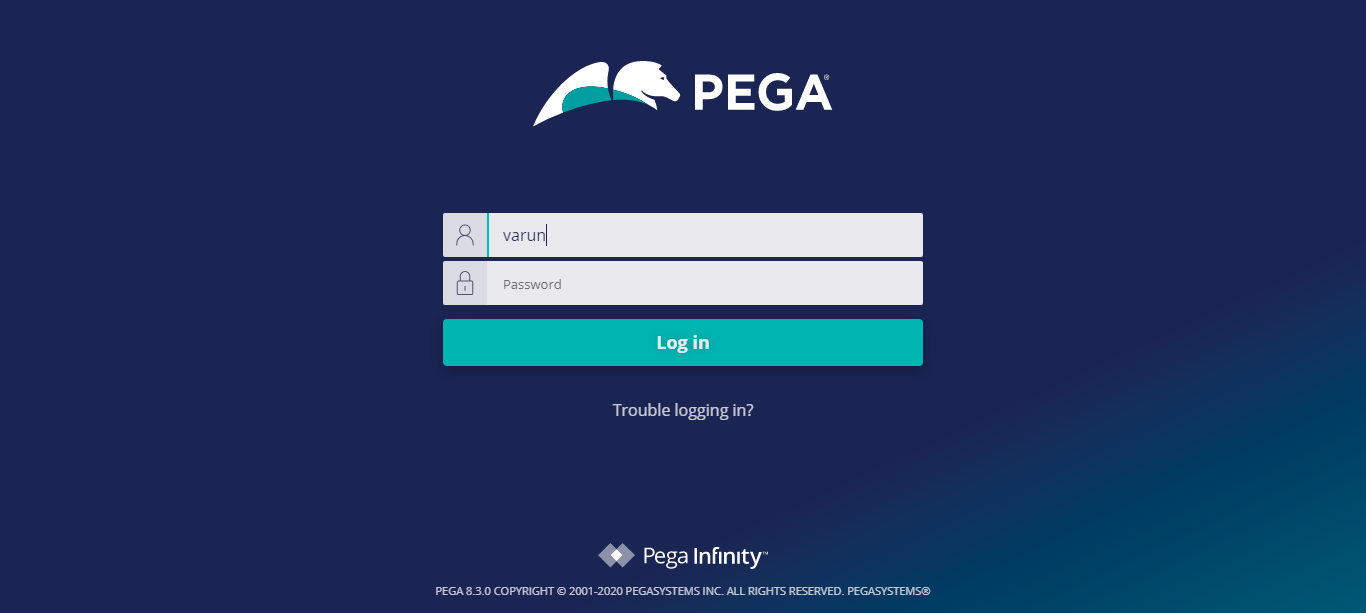 PEGA®
varun
Password
Log in
Trouble logging in?
Pega Infinity™
PEGA 8.3.0 COPYRIGHT © 2001-2020 PEGASYSTEMS INC. ALL RIGHTS RESERVED. PEGASYSTEMS®